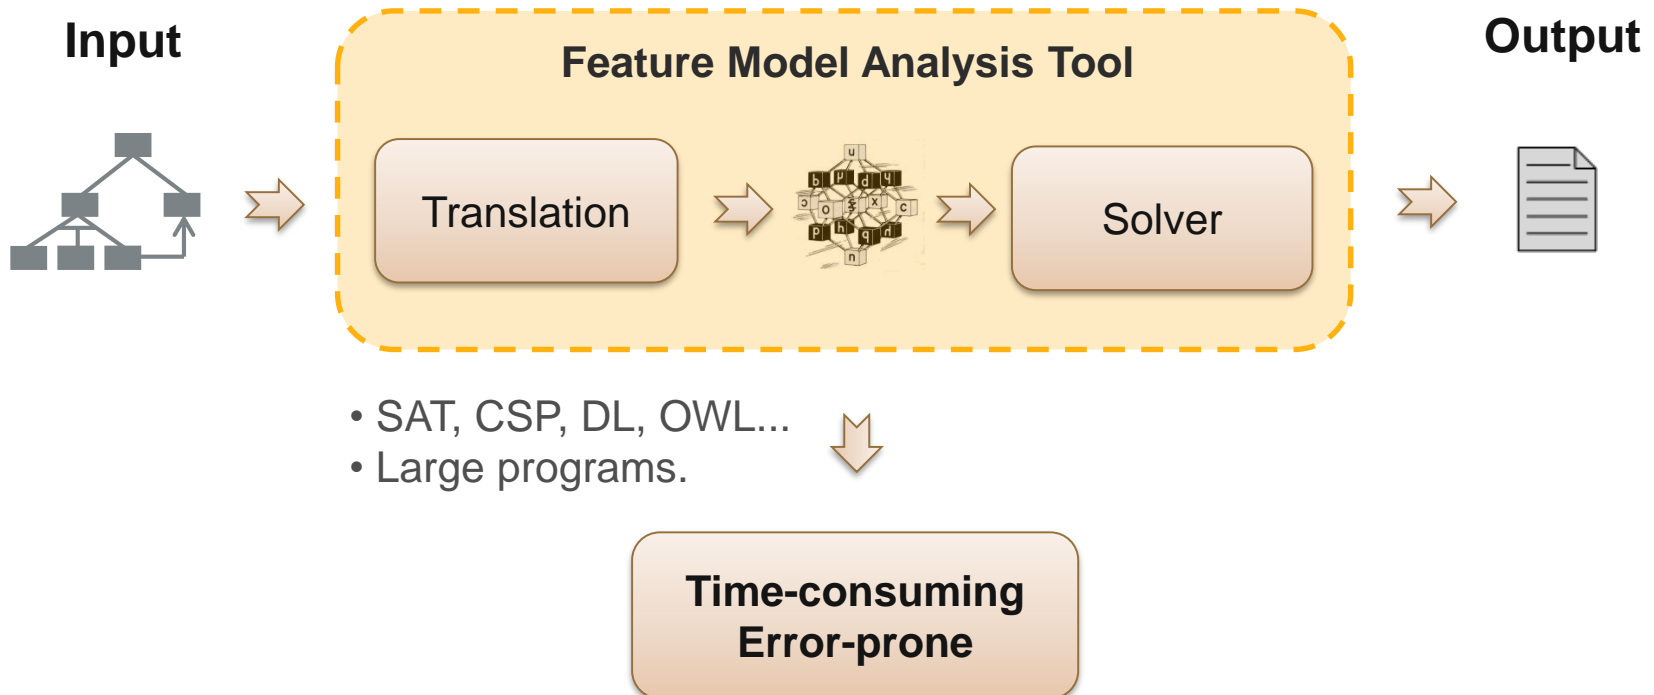 Input
Output
Feature Model Analysis Tool
Translation
Solver
• SAT, CSP, DL, OWL...
• Large programs.
Time-consuming
Error-prone